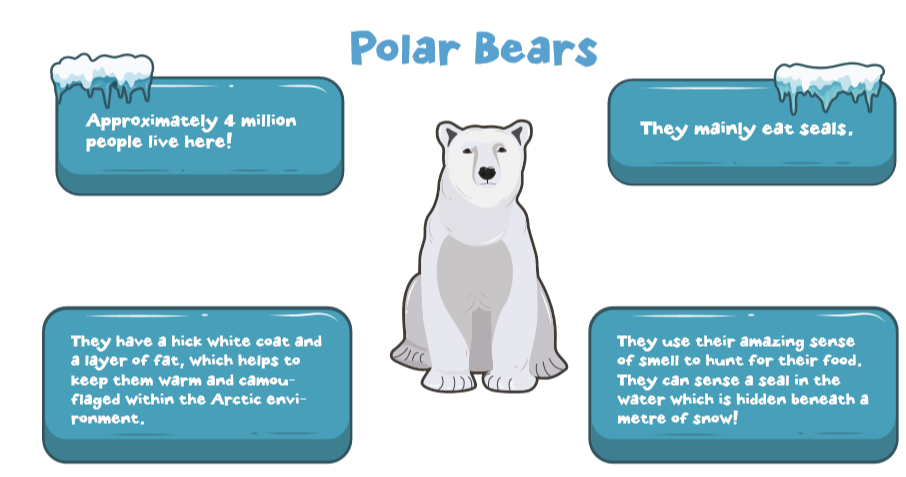 Polar Bears
Approximately 4 million
people live here!
They mainly eat seals.
They have a hick white coat and
a layer of fat, which helps to
keep them warm and camou-
flaged within the Arctic envi-
ronment.
They use their amazing sense
of smell to hunt for their food.
They can sense a seal in the
water which is hidden beneath a
metre of snow!